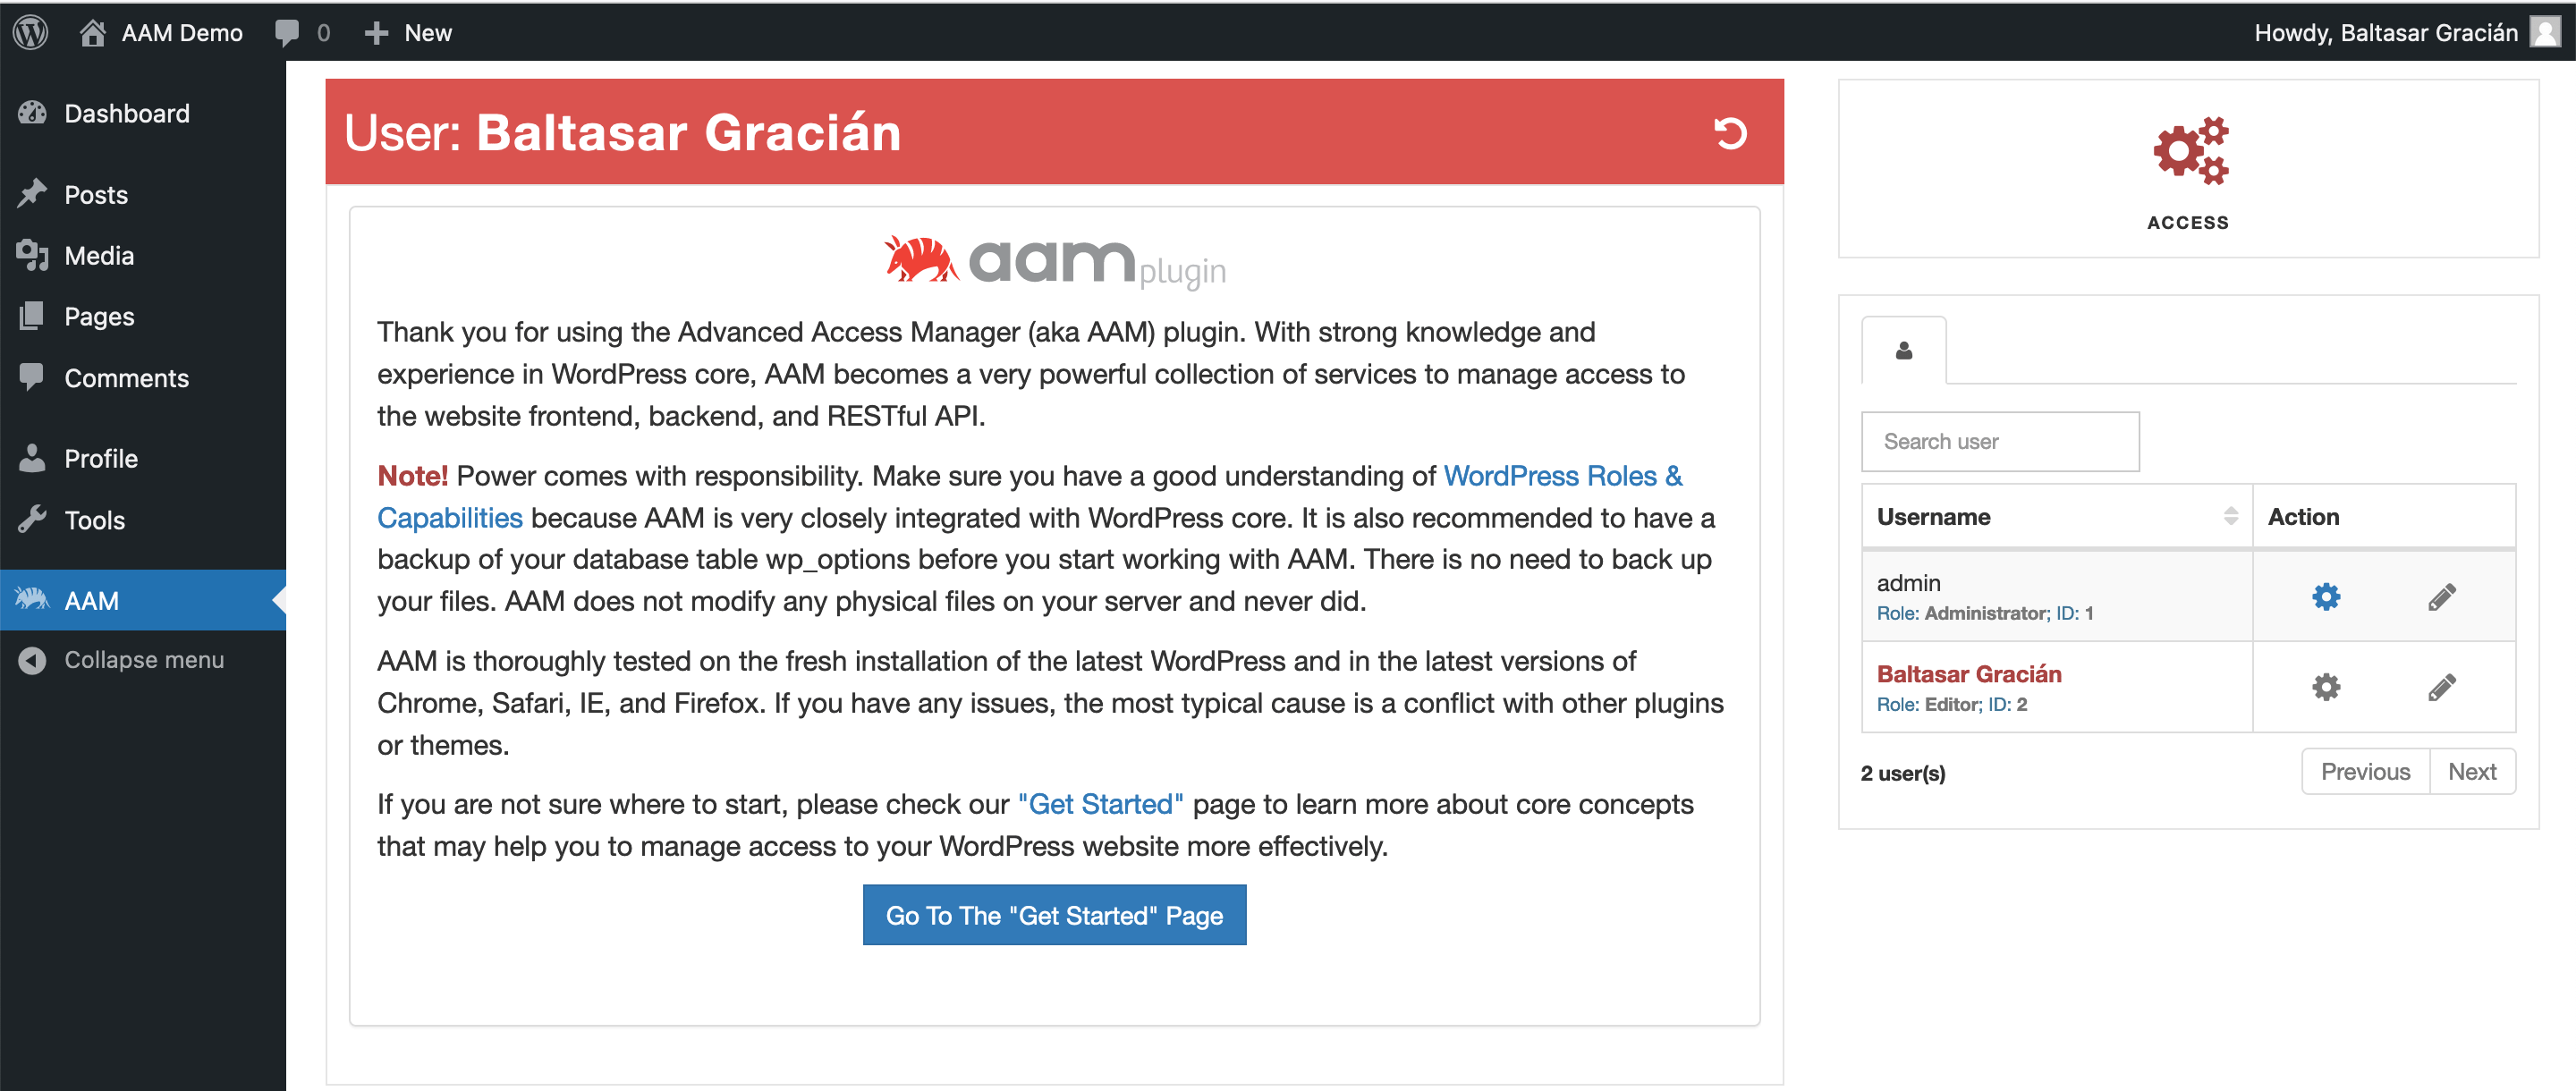 AAM Demo
0
New
Howdy, Baltasar Gracián
Dashboard
Posts
Media
Pages
Comments
Profile
Tools
AAM
Collapse menu
User: Baltasar Gracián
aam plugin
Thank you for using the Advanced Access Manager (aka AAM) plugin. With strong knowledge and
experience in WordPress core, AAM becomes a very powerful collection of services to manage access to
the website frontend, backend, and RESTful API.
Note! Power comes with responsibility. Make sure you have a good understanding of WordPress Roles &
Capabilities because AAM is very closely integrated with WordPress core. It is also recommended to have a
backup of your database table wp_options before you start working with AAM. There is no need to back up
your files. AAM does not modify any physical files on your server and never did.
AAM is thoroughly tested on the fresh installation of the latest WordPress and in the latest versions of
Chrome, Safari, IE, and Firefox. If you have any issues, the most typical cause is a conflict with other plugins
or themes.
If you are not sure where to start, please check our "Get Started" page to learn more about core concepts
that may help you to manage access to your WordPress website more effectively.
Go To The "Get Started" Page
ACCESS
Search user
Username
Action
admin
Role: Administrator; ID: 1
Baltasar Gracián
Role: Editor; ID: 2
2 user(s)
Previous
Next